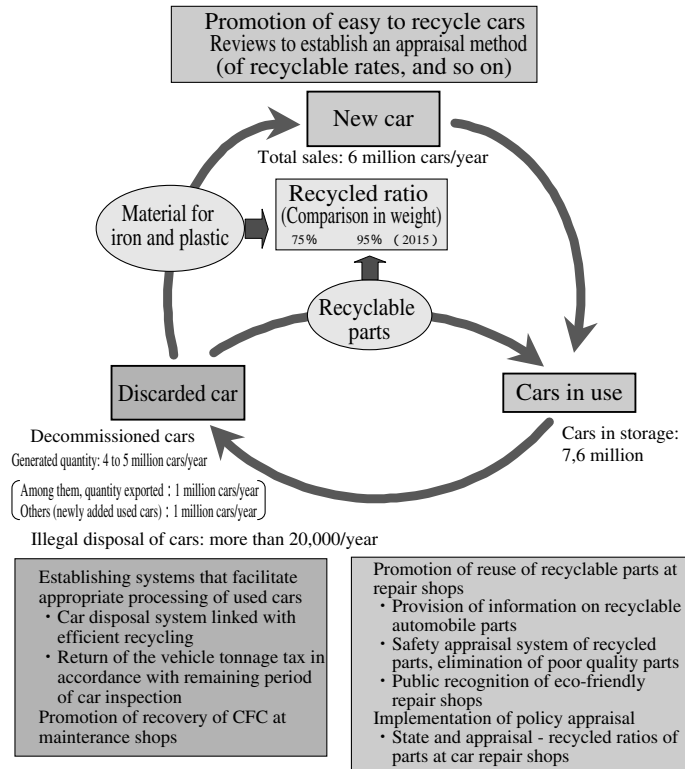 Promotion of easy to recycle cars
Reviews to establish an appraisal method
(of recyclable rates, and so on)
New car
Total sales: 6 million cars/year
Material for
iron and plastic
Recycled ratio
(Comparison in weight)
75% 95% (2015)
Recyclable
parts
Discarded car
Cars in use
Decommissioned cars
Generated quantity: 4 to 5 million cars/year
Among them, quantity exported : 1 million cars/year
Others (newly added used cars) : 1 million cars/year
Illegal disposal of cars: more than 20,000/year
Cars in storage:
7,6 million
Establishing systems that facilitate
appropriate processing of used cars
・Car disposal system linked with
efficient recycling
・Return of the vehicle tonnage tax in
accordance with remaining period
of car inspection
Promotion of recovery of CFC at
mainterance shops
Promotion of reuse of recyclable parts at
repair shops
・Provision of information on recyclable
automobile parts
・Safety appraisal system of recycled
parts, elimination of poor quality parts
・Public recognition of eco-friendly
repair shops
Implementation of policy appraisal
・State and appraisal - recycled ratios of
parts at car repair shops